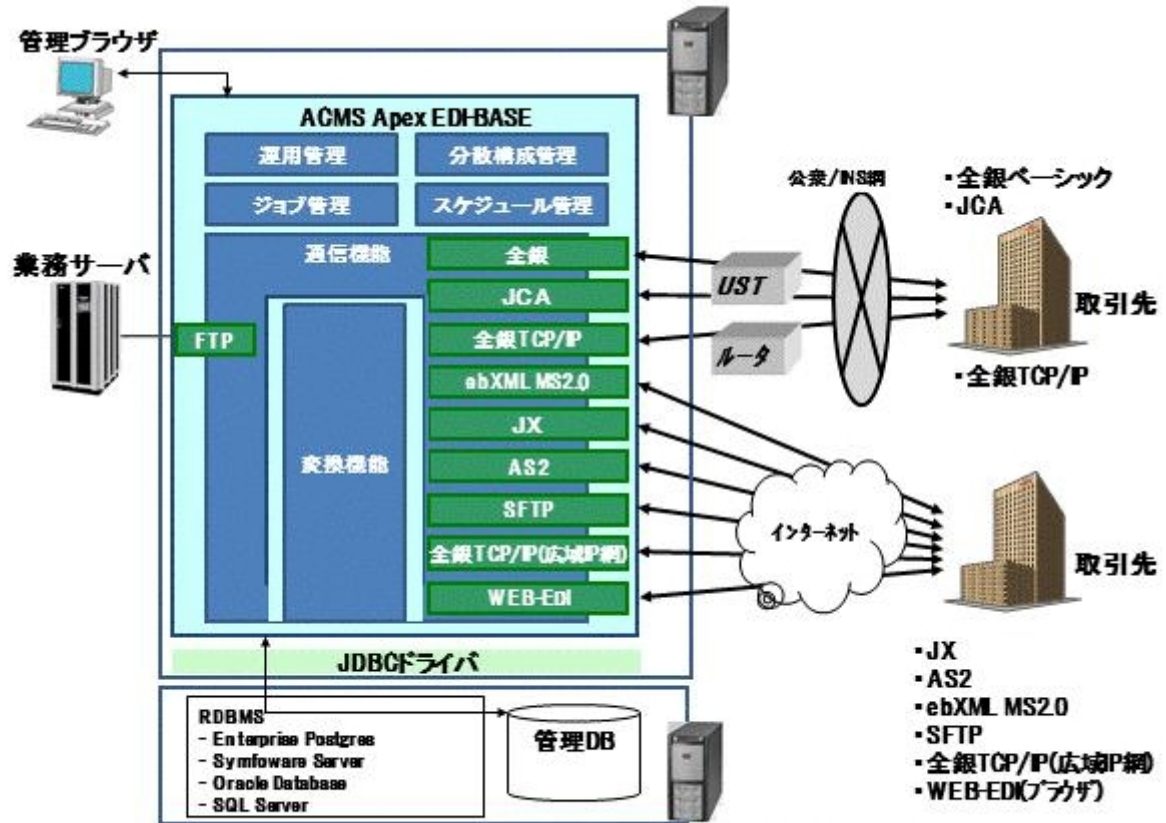 管理ブラウザ
ACMS Apex EDI-BASE
運用管理
分散構成管理
ジョブ管理
スケジュール管理
通信機能
全銀
JCA
全銀TCP/IP
ebXML MS2.0
JX
AS2
SFTP
全銀TCP/IP(広域IP網)
WEB-EDI
変換機能
業務サーバ
FTP
公衆/INS網
UST
ルータ
・全銀ベーシック
・JCA
取引先
・全銀TCP/IP
インターネット
取引先
・JX
・AS2
・ebXML MS2.0
・SFTP
・全銀TCP/IP(広域IP網)
・WEB-EDI(ブラウザ)
JDBCドライバ
RDBMS
- Enterprise Postgres
- Symfoware Server
- Oracle Database
- SQL Server
管理DB